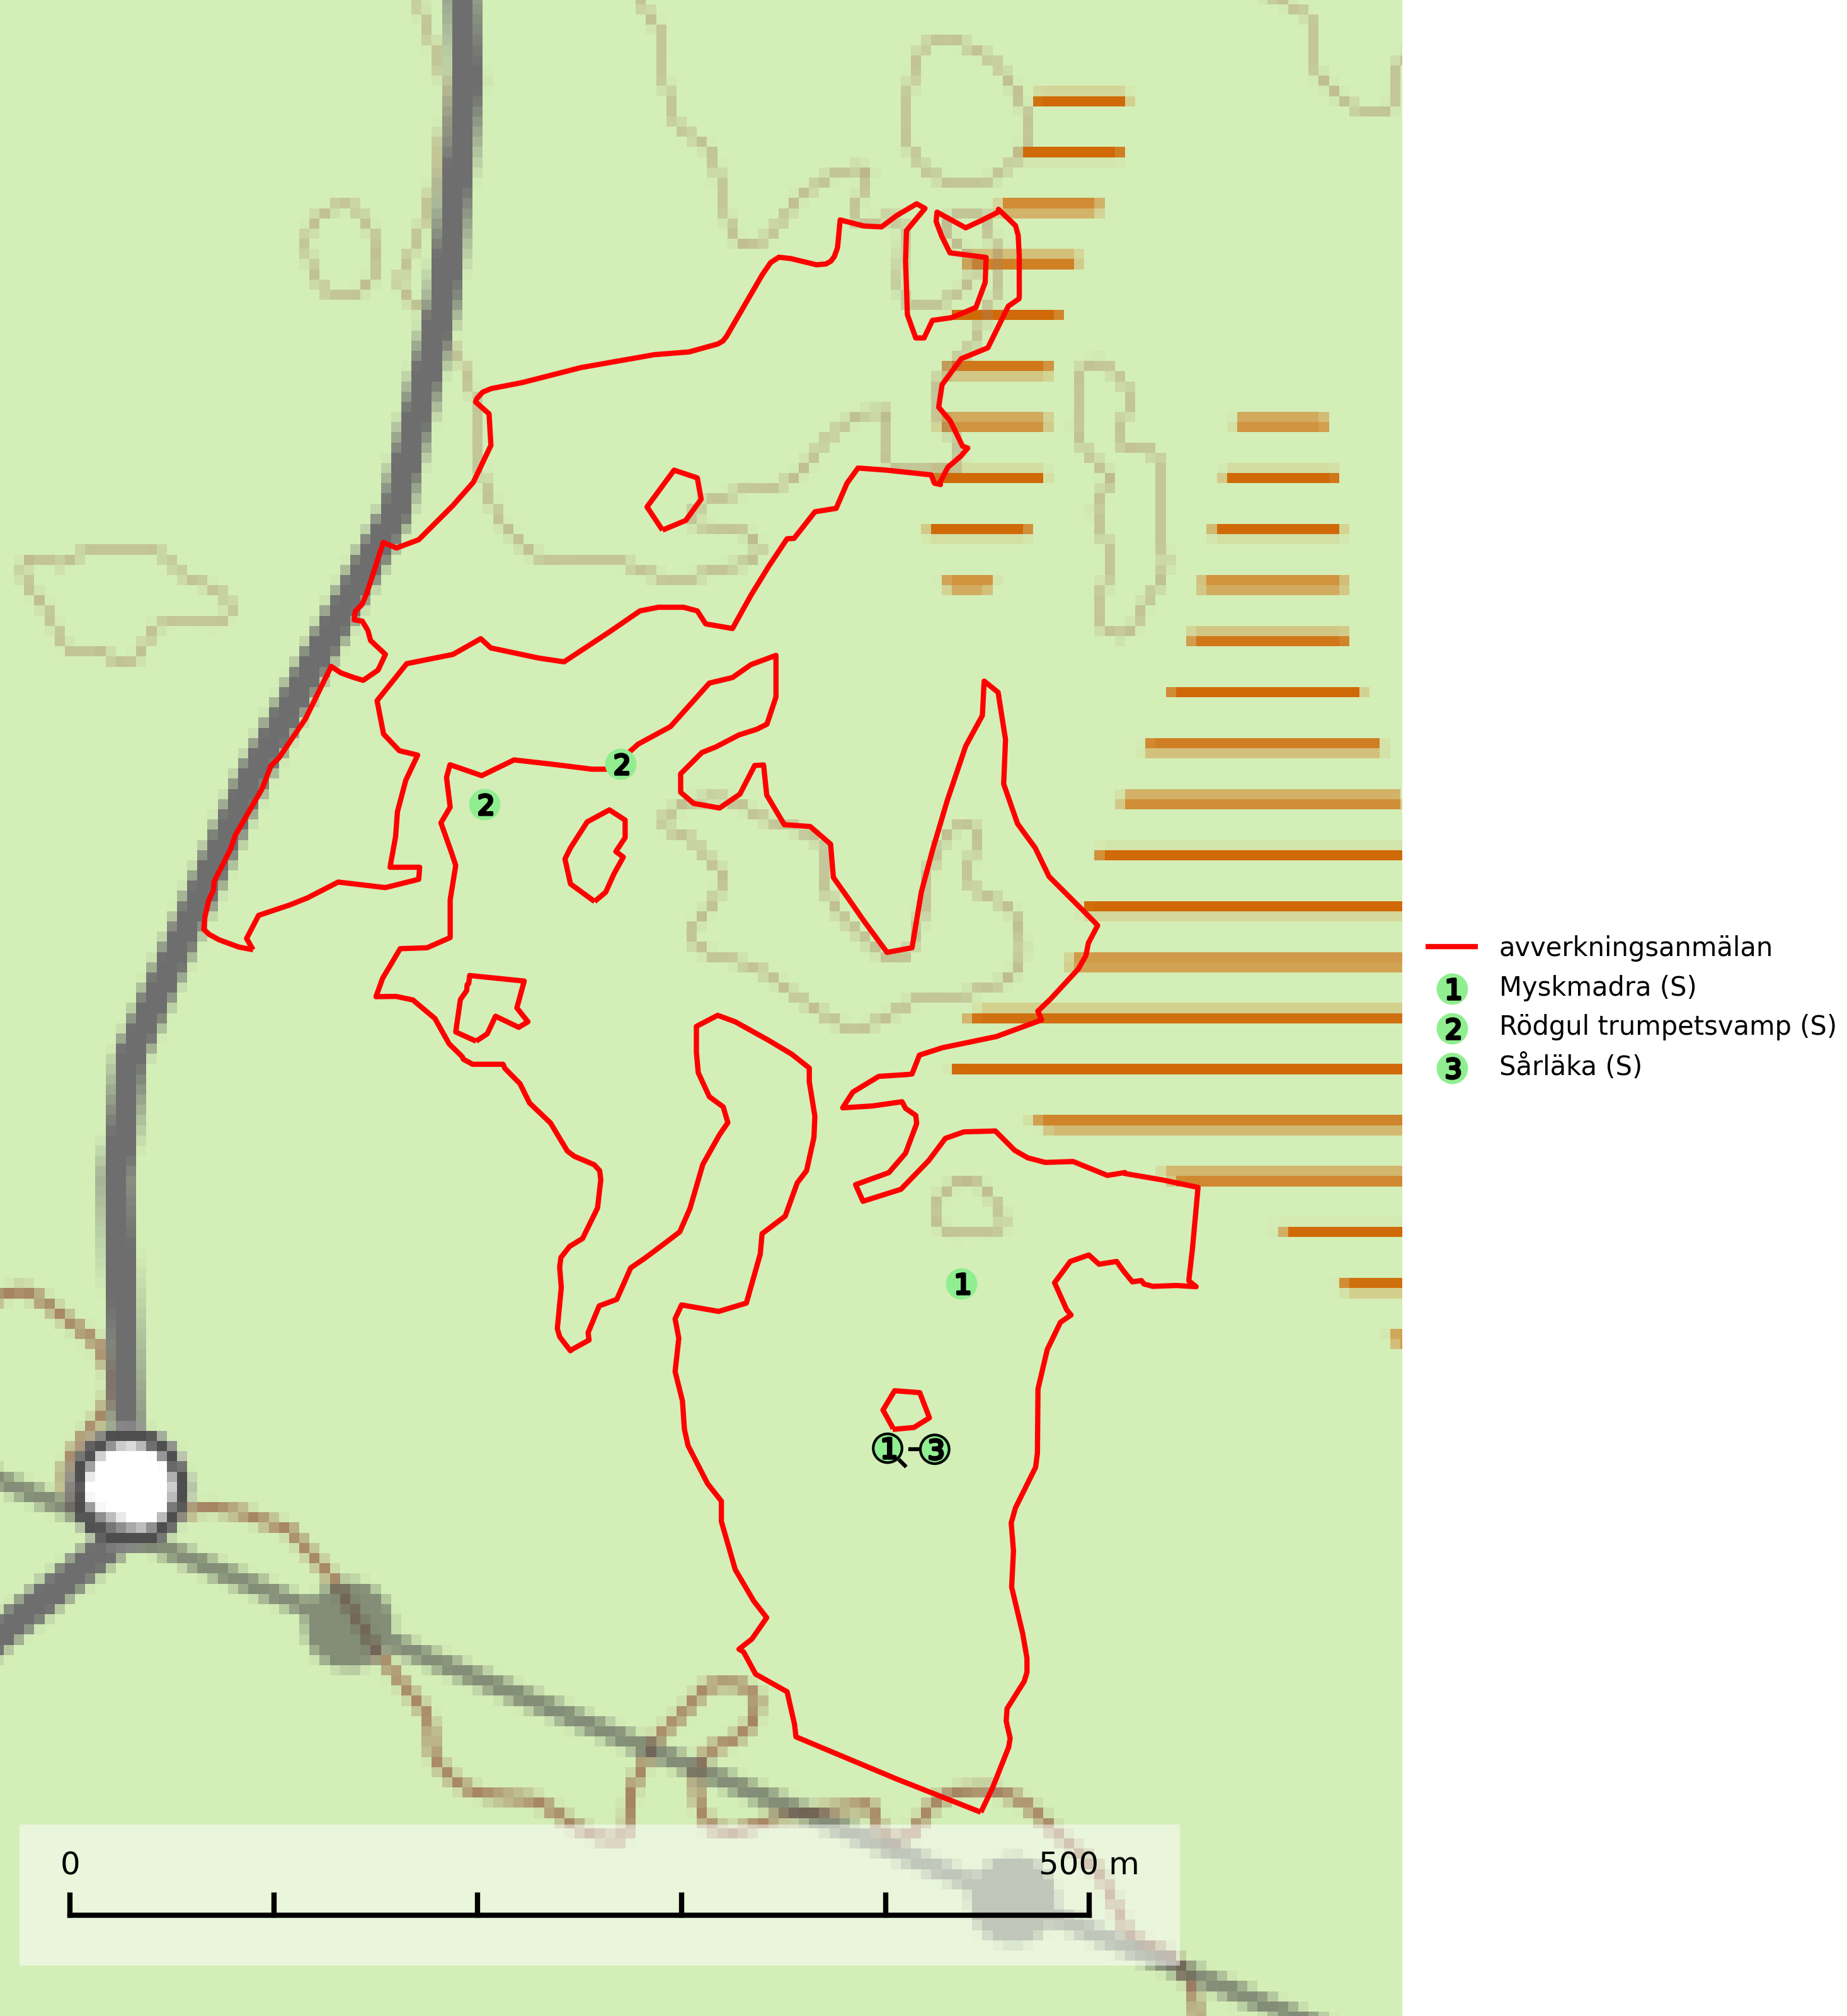 2
2
1
1-3
0
500 m
avverkningsanmälan
1 Myskmadra (S)
2 Rödgul trumpetsvamp (S)
3 Sårläka (S)